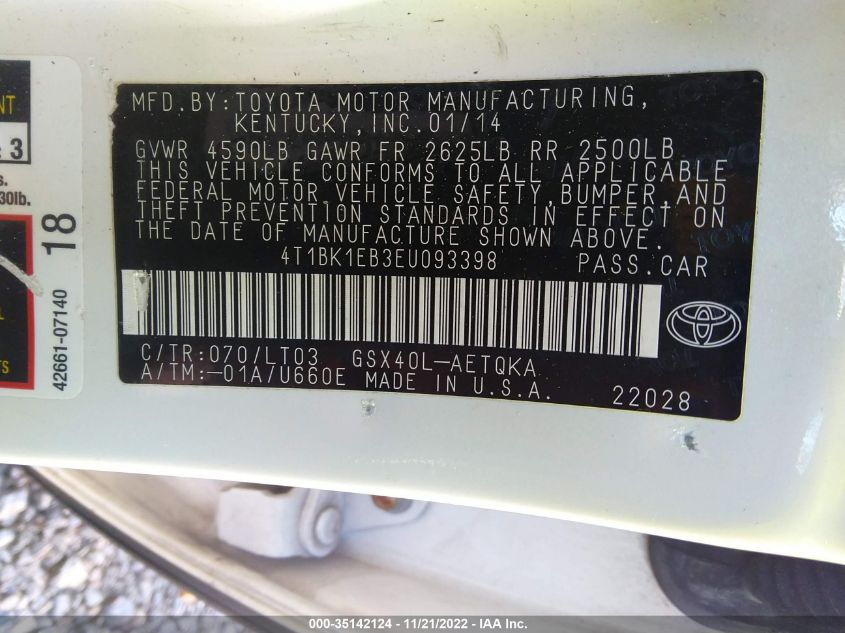 MFD.BY:TOYOTA MOTOR MANUFACTURING,
KENTUCKY,INC.01/14
GVWR 4590LB GAWR FR 2625LB RR 2500LB
THIS VEHICLE CONFORMS TO ALL APPLICABLE
FEDERAL MOTOR VEHICLE SAFETY,BUMPER,AND
THEFT PREVENTION STANDARDS IN EFFECT ON
THE DATE OF MANUFACTURE SHOWN ABOVE.
4T1BK1EB3EU093398 PASS.CAR
C/TR:070/LT03 GSX40L-AETQKA
A/TM:-01A/U660E MADE IN U.S.A.
22028
3
30lb.
18
42661-07140
000-35142124 - 11/21/2022 - IAA Inc.